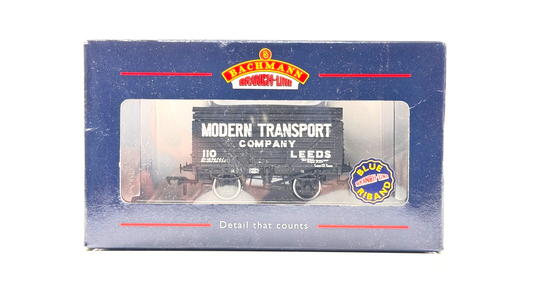 BACHMANN
BRANCH-LINE
MODERN TRANSPORT
COMPANY
110 LEEDS
BLUE
BRANCH-LINE
RIBAND
Detail that counts